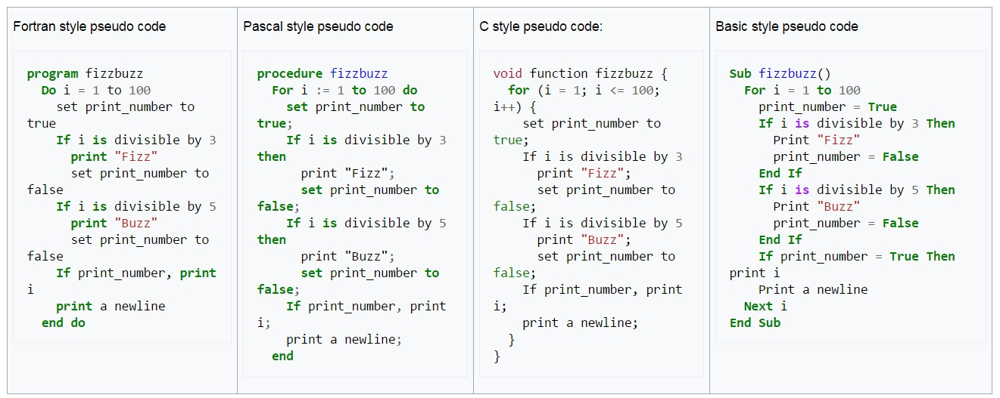 Fortran style pseudo code
program fizzbuzz
Do i = 1 to 100
set print_number to
true
If i is divisible by 3
print "Fizz"
set print_number to
false
If i is divisible by 5
print "Buzz"
set print_number to
false
If print_number, print
i
print a newline
end do
Pascal style pseudo code
procedure fizzbuzz
For i := 1 to 100 do
set print_number to
true;
If i is divisible by 3
then
print "Fizz";
set print_number to
false;
If i is divisible by 5
then
print "Buzz";
set print_number to
false;
If print_number, print
i;
print a newline;
end
C style pseudo code:
void function fizzbuzz {
for (i = 1; i <= 100;
i++) {
set print_number to
true;
If i is divisible by 3
print "Fizz";
set print_number to
false;
If i is divisible by 5
print "Buzz";
set print_number to
false;
If print_number, print
i;
print a newline;
}
}
Basic style pseudo code
Sub fizzbuzz()
For i = 1 to 100
print_number = True
If i is divisible by 3 Then
Print "Fizz"
print_number = False
End If
If i is divisible by 5 Then
Print "Buzz"
print_number = False
End If
If print_number = True Then
print i
Print a newline
Next i
End Sub